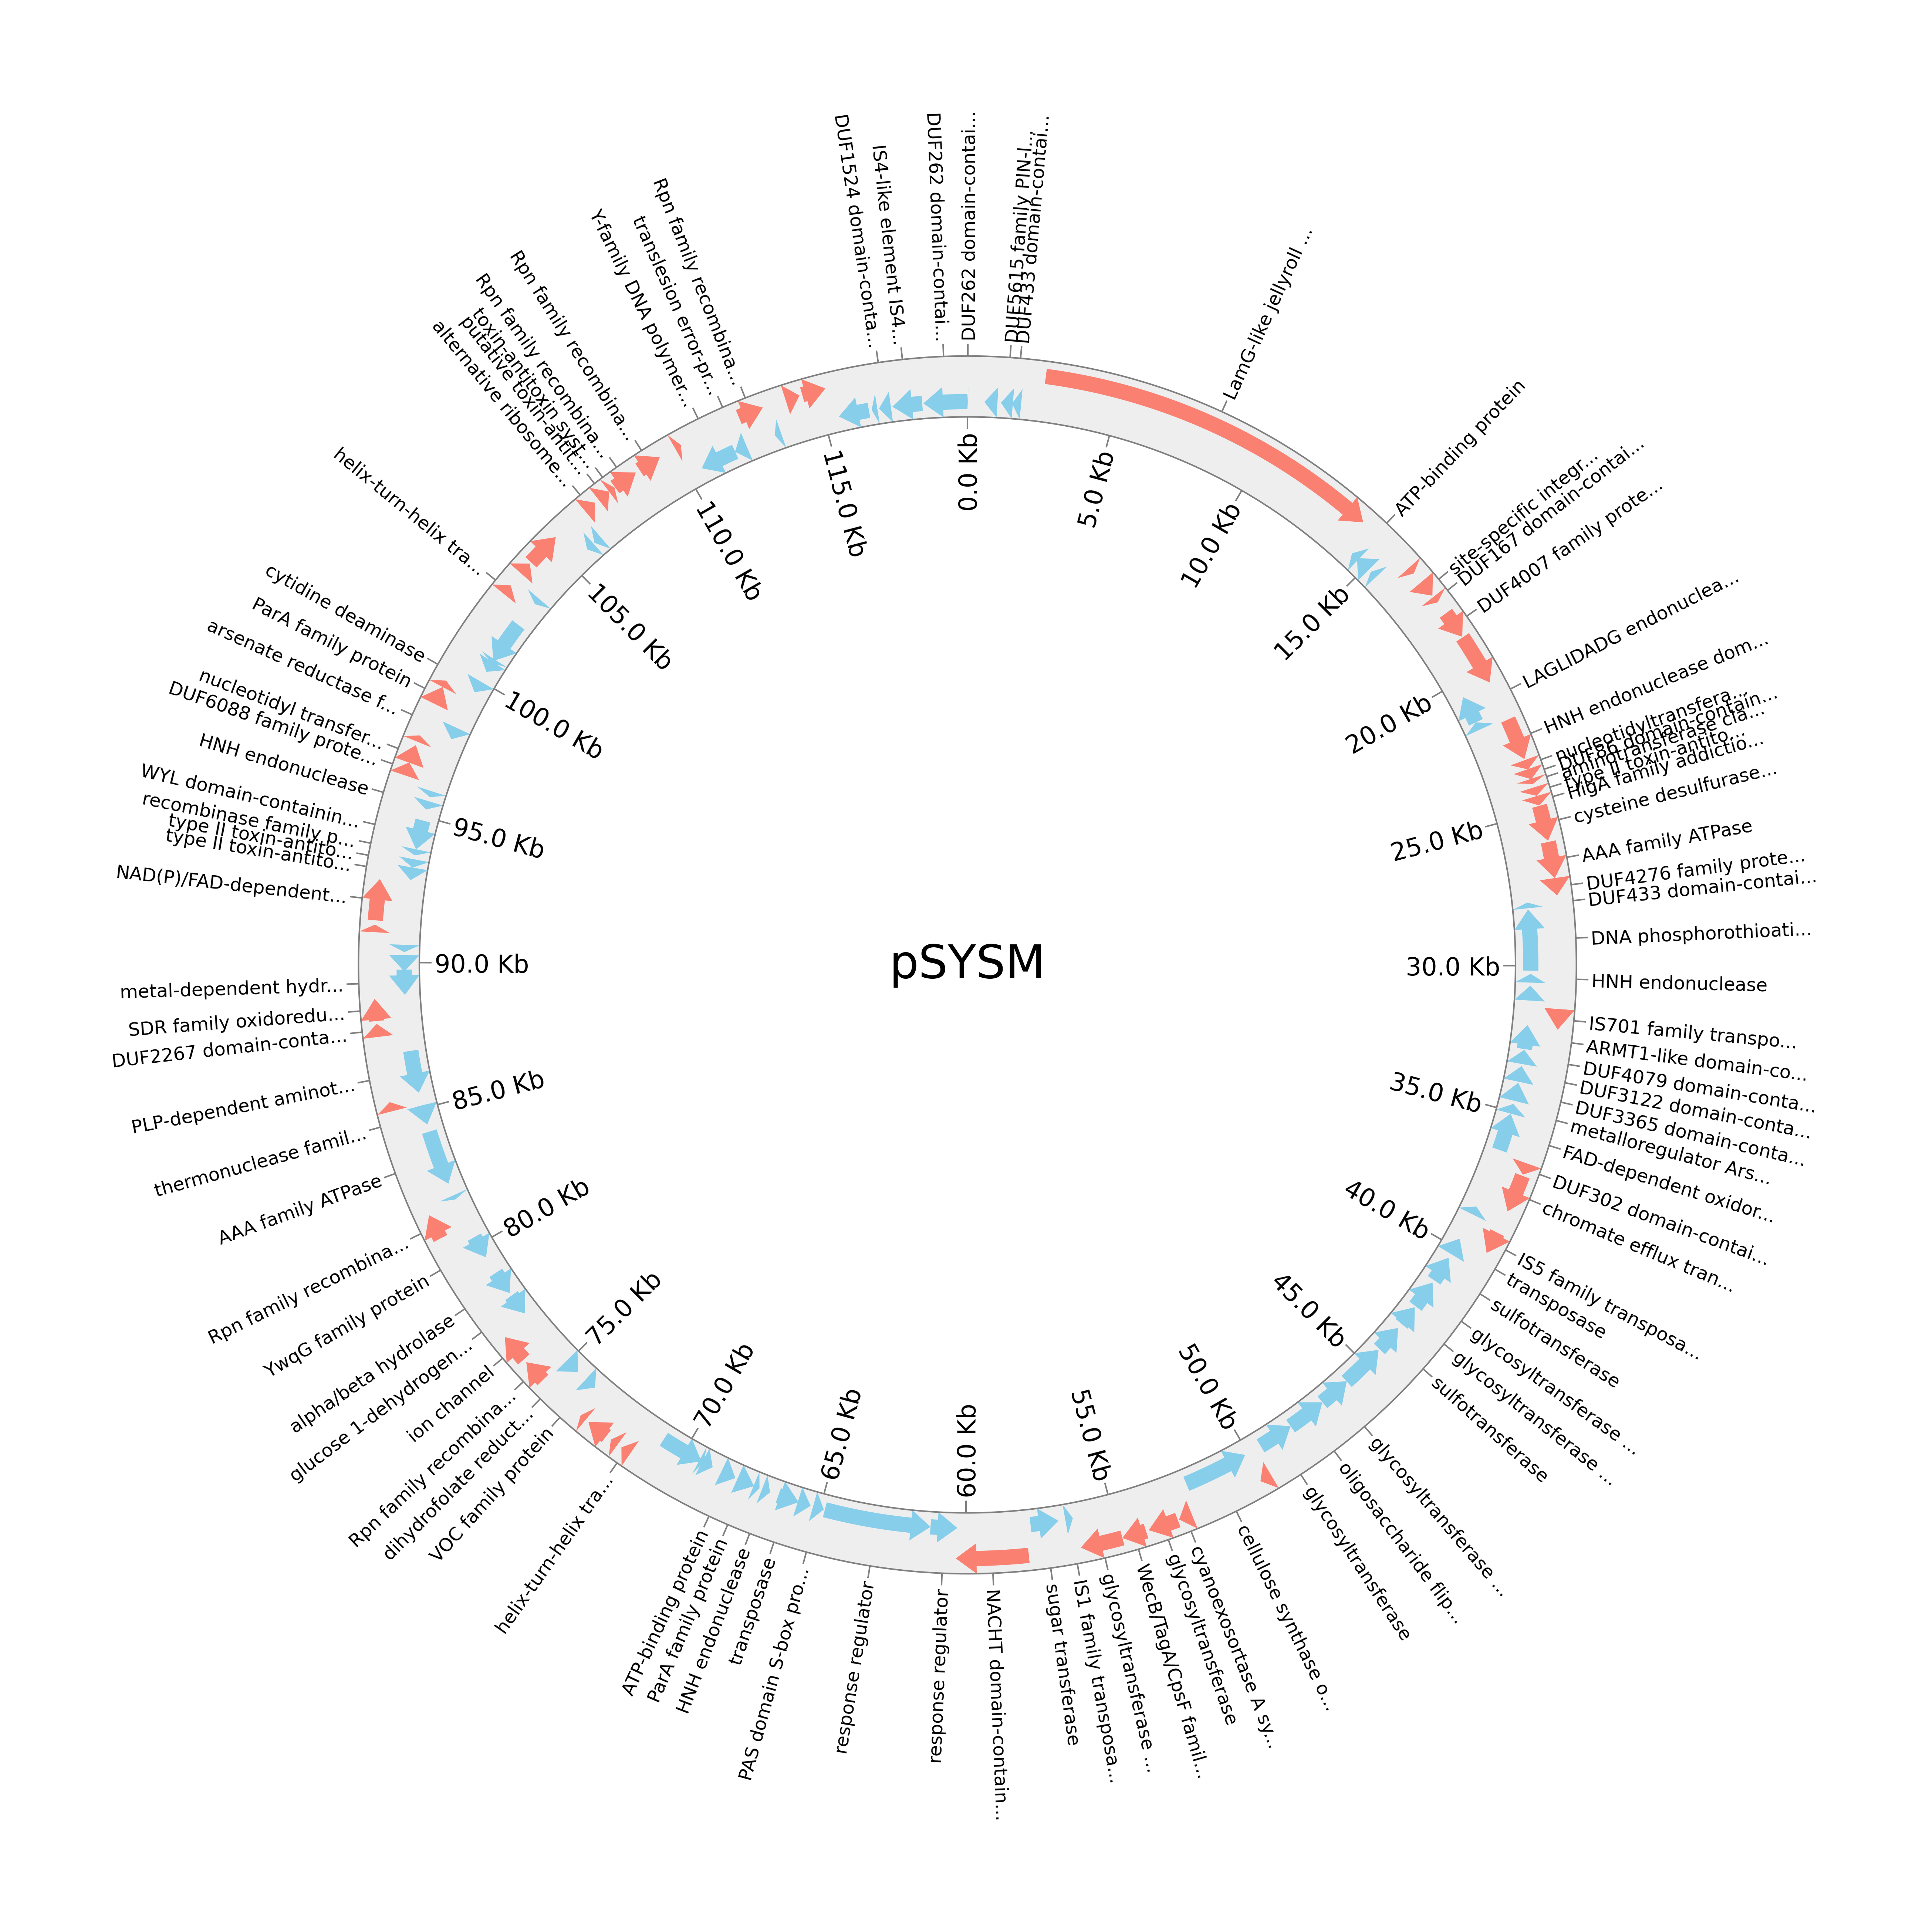 DUF262 domain-contai...
DUF5615 family PIN-l...
DUF433 domain-contai...
LamG-like jellyroll ...
ATP-binding protein
site-specific integr...
DUF167 domain-contai...
DUF4007 family prote...
LAGLIDADG endonuclea...
HNH endonuclease dom...
nucleotidyltransfera...
DUF86 domain-contain...
aminotransferase cla...
type II toxin-antito...
HigA family addictio...
cysteine desulfurase...
AAA family ATPase
DUF4276 family prote...
DUF433 domain-contai...
DNA phosphorothioati...
HNH endonuclease
IS701 family transpo...
ARMT1-like domain-co...
DUF4079 domain-conta...
DUF3122 domain-conta...
DUF3365 domain-conta...
metalloregulator Ars...
FAD-dependent oxidor...
DUF302 domain-contai...
chromate efflux tran...
IS5 family transposa...
transposase
sulfotransferase
glycosyltransferase ...
glycosyltransferase ...
sulfotransferase
glycosyltransferase ...
oligosaccharide flip...
glycosyltransferase
cellulose synthase o...
cyanoexosortase A sy...
glycosyltransferase
WecB/TagA/CpsF famil...
glycosyltransferase ...
IS1 family transposa...
sugar transferase
NACHT domain-contain...
response regulator
response regulator
PAS domain S-box pro...
transposase
HNH endonuclease
ParA family protein
ATP-binding protein
helix-turn-helix tra...
VOC family protein
dihydrofolate reduct...
Rpn family recombina...
ion channel
glucose 1-dehydrogen...
alpha/beta hydrolase
YwqG family protein
Rpn family recombina...
AAA family ATPase
thermonuclease famil...
PLP-dependent aminot...
DUF2267 domain-conta...
SDR family oxidoredu...
metal-dependent hydr...
NAD(P)/FAD-dependent...
type II toxin-antito...
type II toxin-antito...
recombinase family p...
WYL domain-containin...
HNH endonuclease
DUF6088 family prote...
nucleotidyl transfer...
arsenate reductase f...
ParA family protein
cytidine deaminase
helix-turn-helix tra...
alternative ribosome...
putative toxin-antit...
toxin-antitoxin syst...
Rpn family recombina...
Rpn family recombina...
Y-family DNA polymer...
translesion error-pr...
Rpn family recombina...
DUF1524 domain-conta...
IS4-like element IS4...
DUF262 domain-contai...
0.0 Kb
5.0 Kb
10.0 Kb
15.0 Kb
20.0 Kb
25.0 Kb
30.0 Kb
35.0 Kb
40.0 Kb
45.0 Kb
50.0 Kb
55.0 Kb
60.0 Kb
65.0 Kb
70.0 Kb
75.0 Kb
80.0 Kb
85.0 Kb
90.0 Kb
95.0 Kb
100.0 Kb
105.0 Kb
110.0 Kb
115.0 Kb
pSYSM